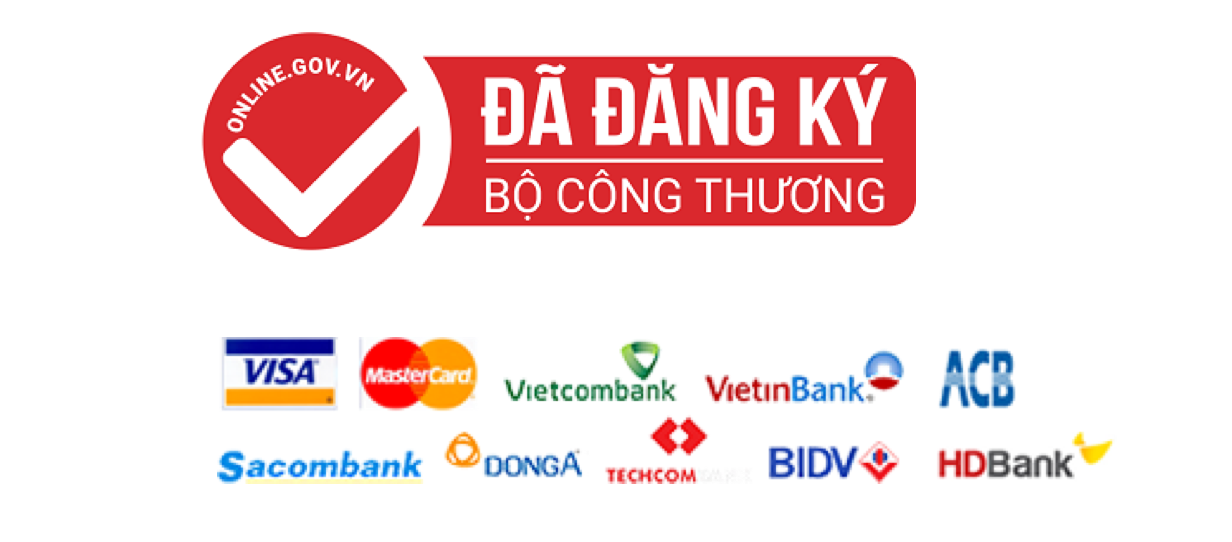 ONLINE.GOV.VN
ĐÃ ĐĂNG KÝ
BỘ CÔNG THƯƠNG
VISA MasterCard Vietcombank VietinBank ACB
Sacombank DONGA TECHCOM BIDV HDBank